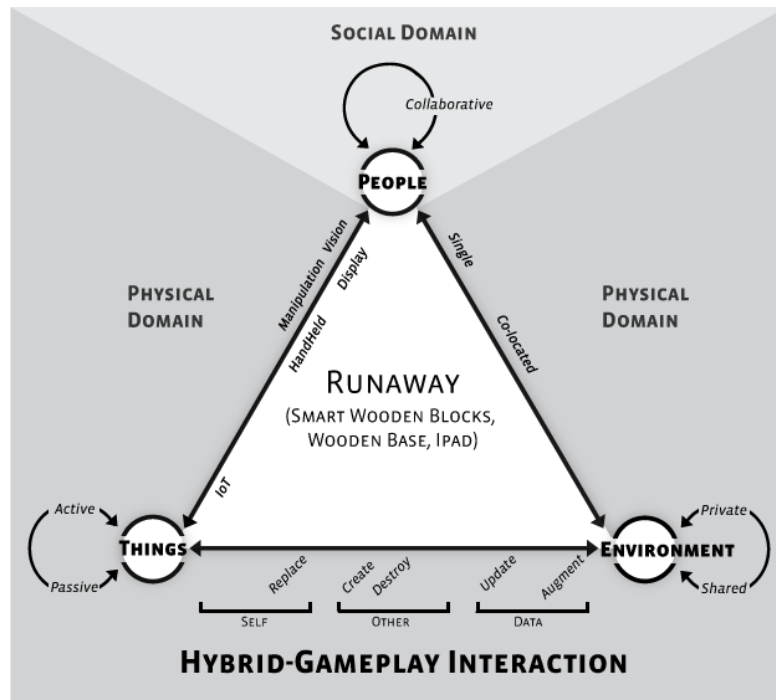 SOCIAL DOMAIN
Collaborative
PEOPLE
Manipulation Vision
HandHeld Display
IoT
Single
Co-located
PHYSICAL
DOMAIN
PHYSICAL
DOMAIN
RUNAWAY
(SMART WOODEN BLOCKS,
WOODEN BASE, IPAD)
Active
Passive
THINGS
ENVIRONMENT
Private
Shared
Replace
Create
Destroy
Update
Augment
SELF
OTHER
DATA
HYBRID-GAMEPLAY INTERACTION